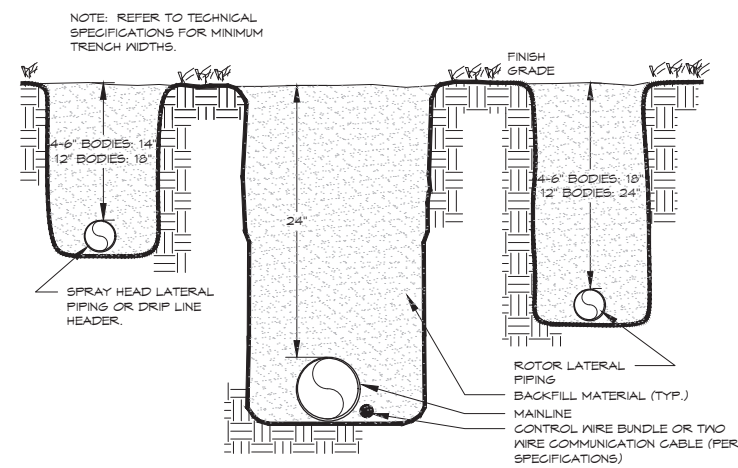 NOTE: REFER TO TECHNICAL
SPECIFICATIONS FOR MINIMUM
TRENCH WIDTHS.
FINISH
GRADE
4-6" BODIES: 14"
12" BODIES: 18"
24"
4-6" BODIES: 18"
12" BODIES: 24"
SPRAY HEAD LATERAL
PIPING OR DRIP LINE
HEADER.
ROTOR LATERAL
PIPING
BACKFILL MATERIAL (TYP.)
MAINLINE
CONTROL WIRE BUNDLE OR TWO
WIRE COMMUNICATION CABLE (PER
SPECIFICATIONS)